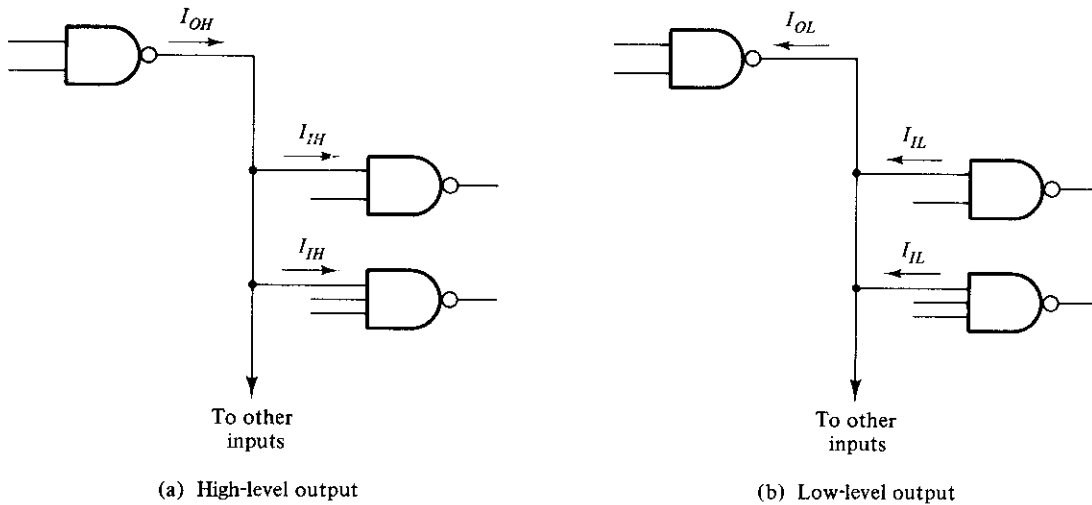 I_OH
I_IH
I_IH
To other
inputs
(a) High-level output
I_OL
I_IL
I_IL
To other
inputs
(b) Low-level output